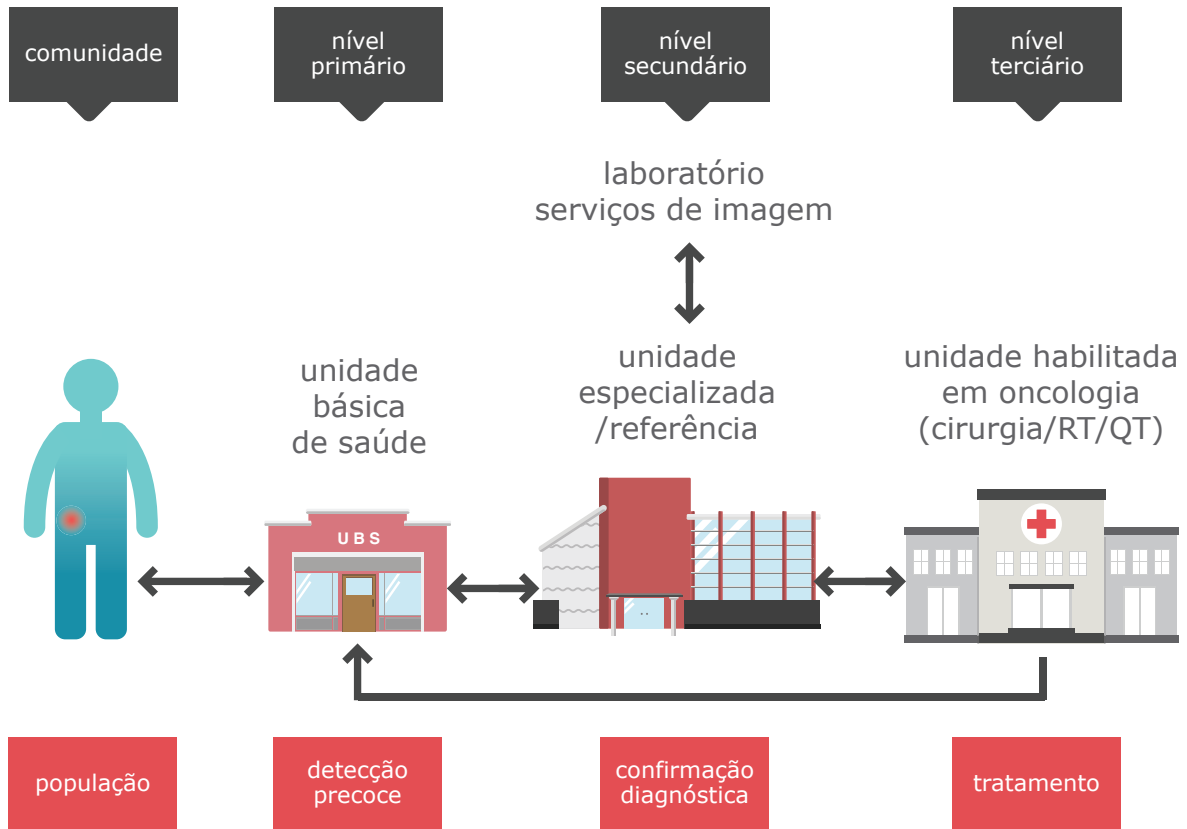 comunidade
nível
primário
nível
secundário
nível
terciário
laboratório
serviços de imagem
unidade
básica
de saúde
unidade
especializada
/referência
unidade habilitada
em oncologia
(cirurgia/RT/QT)
UBS
população
detecção
precoce
confirmação
diagnóstica
tratamento